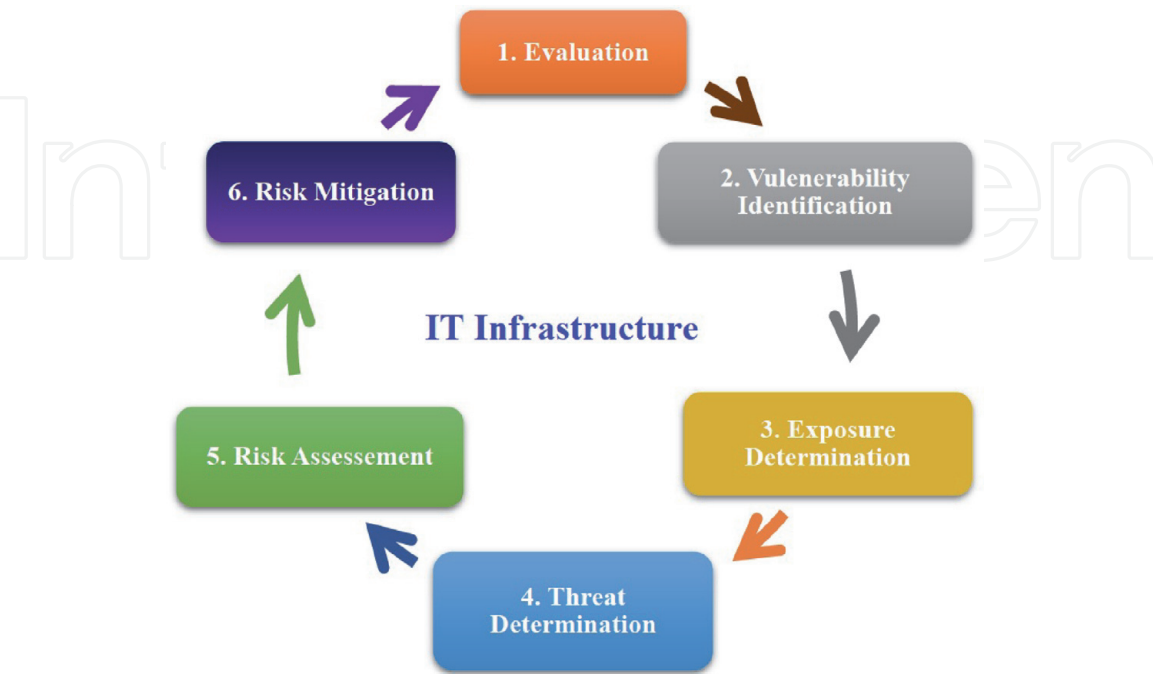 1. Evaluation
2. Vulenerability
Identification
3. Exposure
Determination
4. Threat
Determination
5. Risk Assessement
6. Risk Mitigation
IT Infrastructure